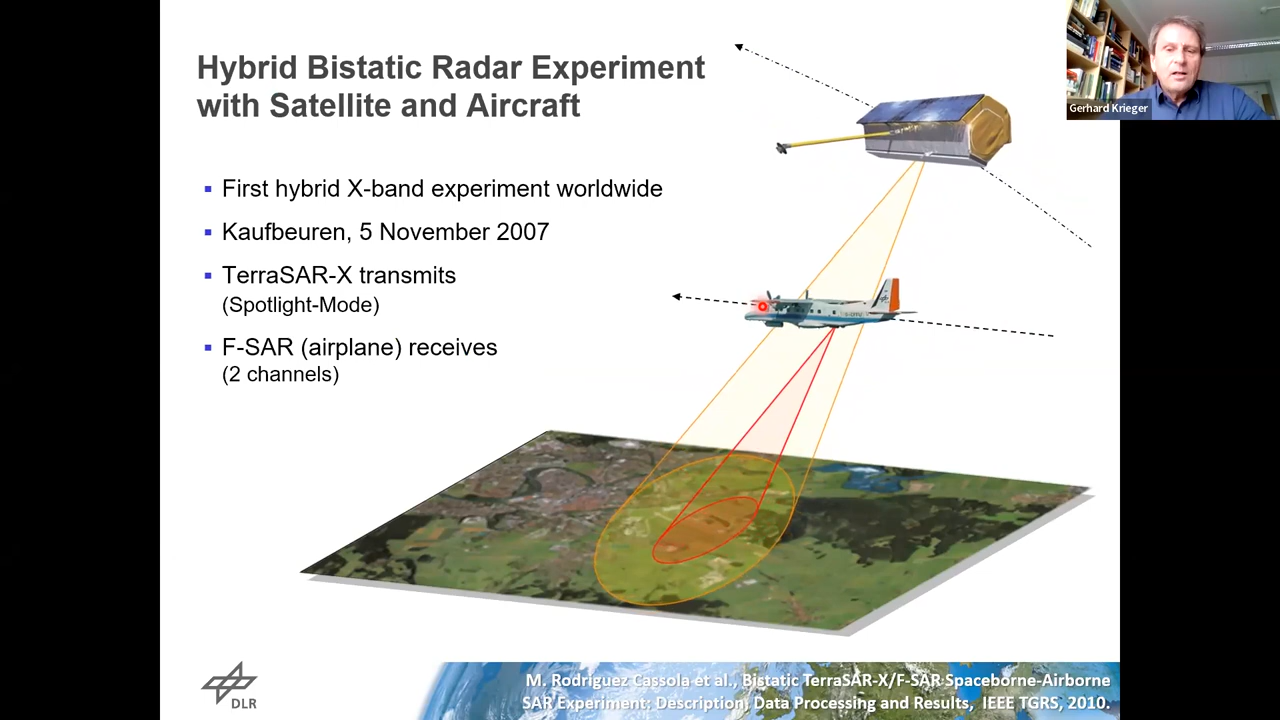 Hybrid Bistatic Radar Experiment
with Satellite and Aircraft
First hybrid X-band experiment worldwide
Kaufbeuren, 5 November 2007
TerraSAR-X transmits
(Spotlight-Mode)
F-SAR (airplane) receives
(2 channels)
Gerhard Krieger
M. Rodriguez Cassola et al., Bistatic TerraSAR-X/F-SAR Spaceborne-Airborne
SAR Experiment: Description, Data Processing and Results, IEEE TGRS, 2010.
DLR